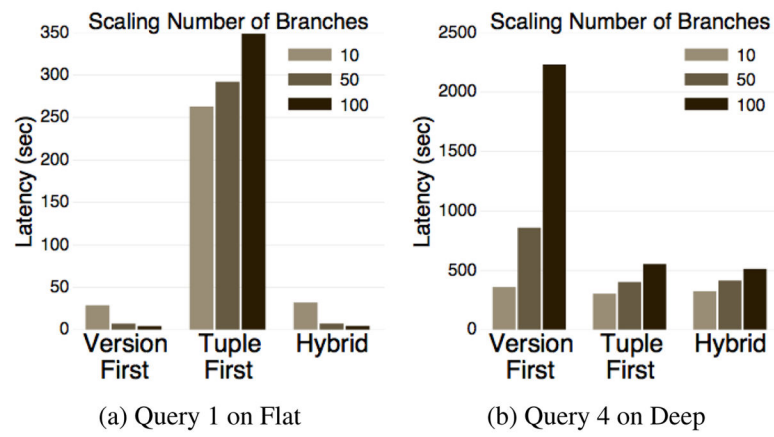 Scaling Number of Branches
350
300
250
200
150
100
50
0
Latency (sec)
10
50
100
Version First
Tuple First
Hybrid
(a) Query 1 on Flat
Scaling Number of Branches
2500
2000
1500
1000
500
0
Latency (sec)
10
50
100
Version First
Tuple First
Hybrid
(b) Query 4 on Deep